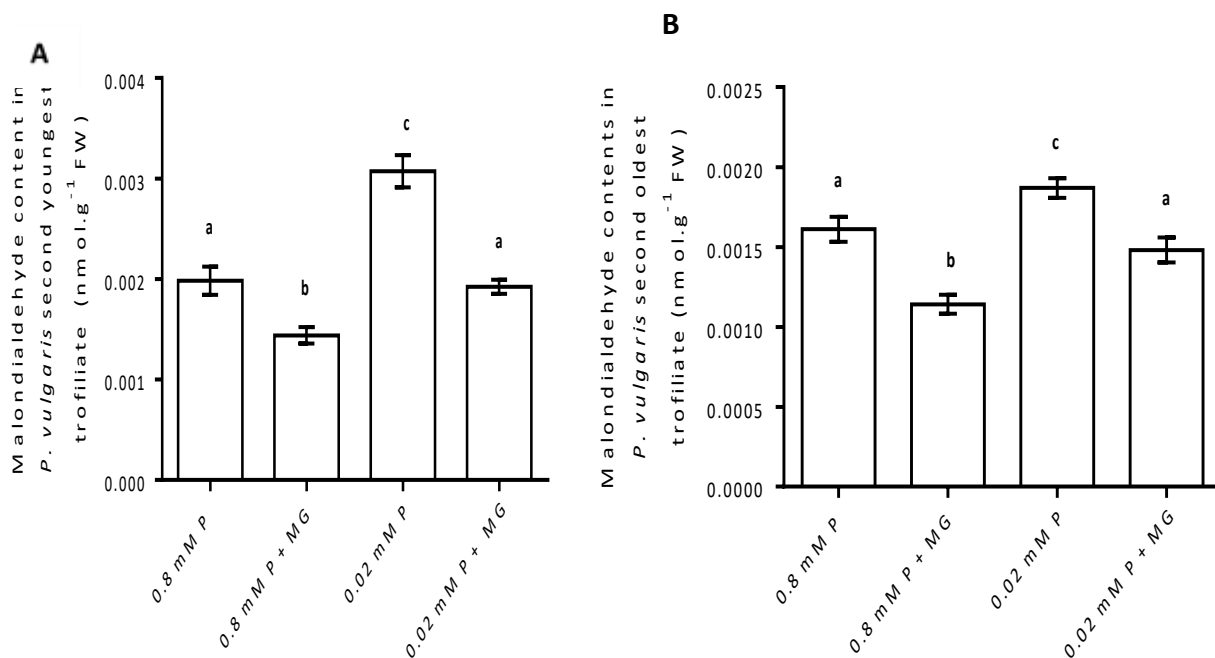 A
Malondialdehyde content in
P. vulgaris second youngest
trofiliate (nmol.g⁻¹ FW)
0.004
0.003
0.002
0.001
0.000
a
b
c
a
0.8 mM P
0.8 mM P + MG
0.02 mM P
0.02 mM P + MG
B
Malondialdehyde contents in
P. vulgaris second oldest
trofiliate (nmol.g⁻¹ FW)
0.0025
0.0020
0.0015
0.0010
0.0005
0.0000
a
b
c
a
0.8 mM P
0.8 mM P + MG
0.02 mM P
0.02 mM P + MG